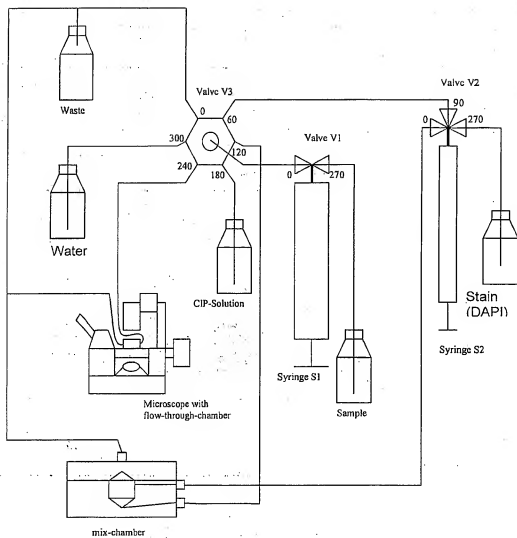 Waste
Valve V3
0
60
300
120
240
180
Valve V1
0
270
Valve V2
90
0
270
Water
CIP-Solution
Stain
(DAPI)
Syringe S2
Syringe S1
Sample
Microscope with
flow-through-chamber
mix-chamber